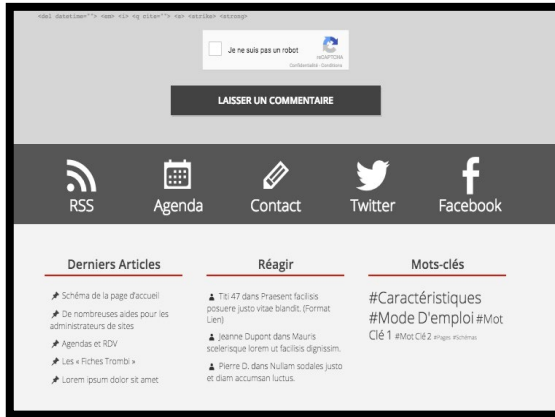 <del datetime=""> <em> <i> <q cite=""> <s> <strike> <strong>
Je ne suis pas un robot
reCAPTCHA
Confidentialité - Conditions
LAISSER UN COMMENTAIRE
RSS
Agenda
Contact
Twitter
Facebook
Derniers Articles
Schéma de la page d'accueil
De nombreuses aides pour les
administrateurs de sites
Agendas et RDV
Les « Fiches Trombi »
Lorem ipsum dolor sit amet
Réagir
Titi 47 dans Praesent facilisis
posuere justo vitae blandit. (Format
Lien)
Jeanne Dupont dans Mauris
scelerisque lorem ut facilisis dignissim.
Pierre D. dans Nullam sodales justo
et diam accumsan luctus.
Mots-clés
#Caractéristiques
#Mode D'emploi #Mot
Clé 1 #Mot Clé 2 #Pages #Schémas